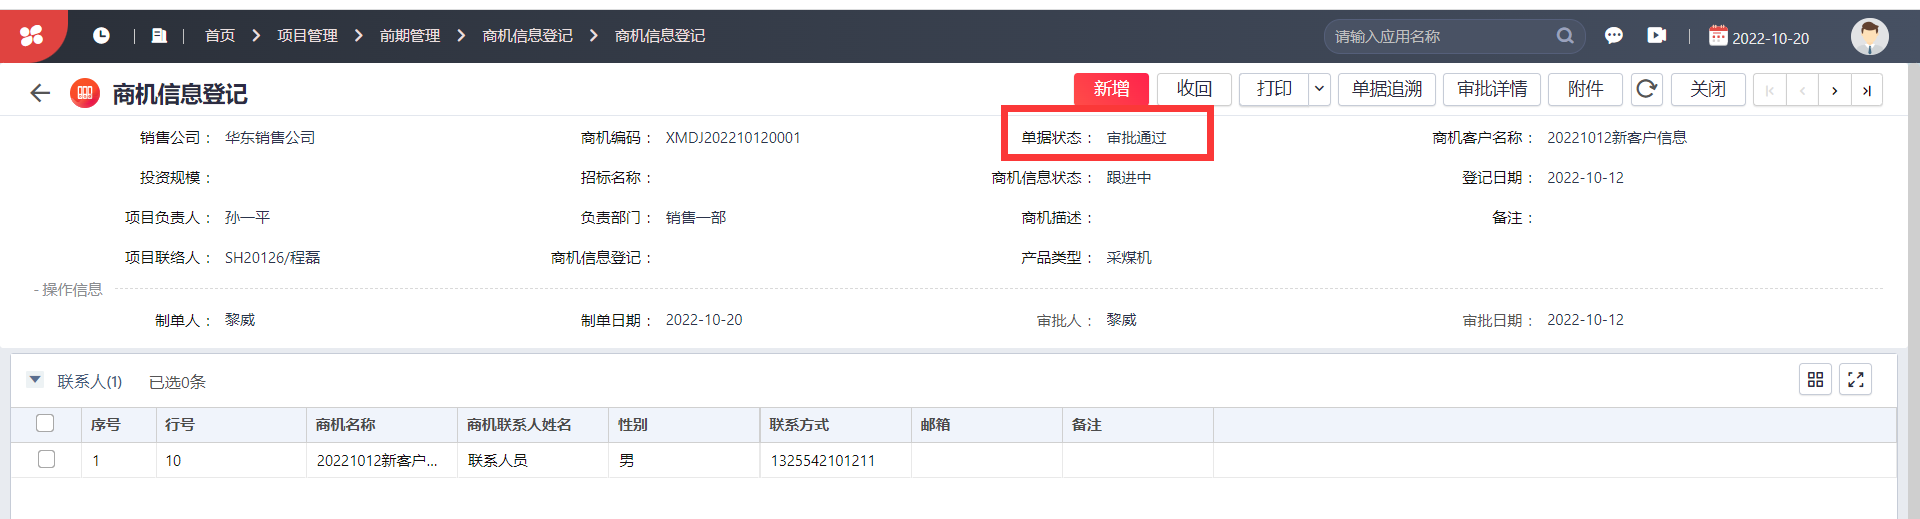 首页 项目管理 前期管理 商机信息登记 商机信息登记 请输入应用名称 2022-10-20
商机信息登记 新增 收回 打印 单据追溯 审批详情 附件 关闭
销售公司： 华东销售公司 商机编码： XMDJ202210120001 单据状态： 审批通过 商机客户名称： 20221012新客户信息
投资规模： 招标名称： 商机信息状态： 跟进中 登记日期： 2022-10-12
项目负责人： 孙一平 负责部门： 销售一部 商机描述： 备注：
项目联络人： SH20126/程磊 商机信息登记： 产品类型： 采煤机
- 操作信息
制单人： 黎威 制单日期： 2022-10-20 审批人： 黎威 审批日期： 2022-10-12
联系人(1) 已选0条
序号 行号 商机名称 商机联系人姓名 性别 联系方式 邮箱 备注
1 10 20221012新客户... 联系人员 男 1325542101211